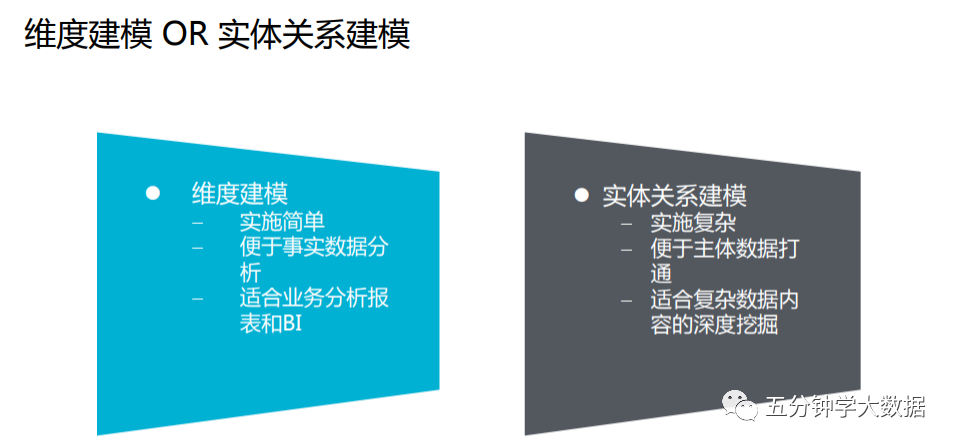 维度建模 OR 实体关系建模
● 维度建模
– 实施简单
– 便于事实数据分
析
– 适合业务分析报
表和BI
● 实体关系建模
– 实施复杂
– 便于主体数据打
通
– 适合复杂数据内
容的深度挖掘
五分钟学大数据